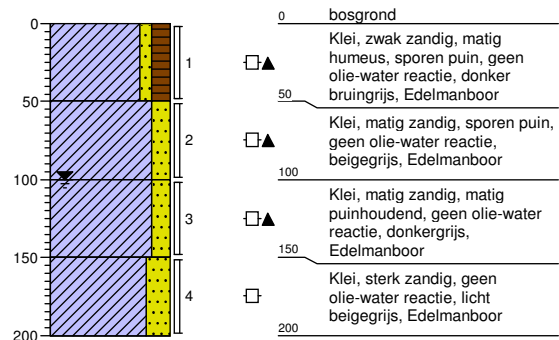 0
50
100
150
200
1
2
3
4
0 bosgrond
Klei, zwak zandig, matig
humeus, sporen puin, geen
olie-water reactie, donker
bruingrijs, Edelmanboor
50
Klei, matig zandig, sporen puin,
geen olie-water reactie,
beigegrijs, Edelmanboor
100
Klei, matig zandig, matig
puinhoudend, geen olie-water
reactie, donkergrijs,
Edelmanboor
150
Klei, sterk zandig, geen
olie-water reactie, licht
beigegrijs, Edelmanboor
200